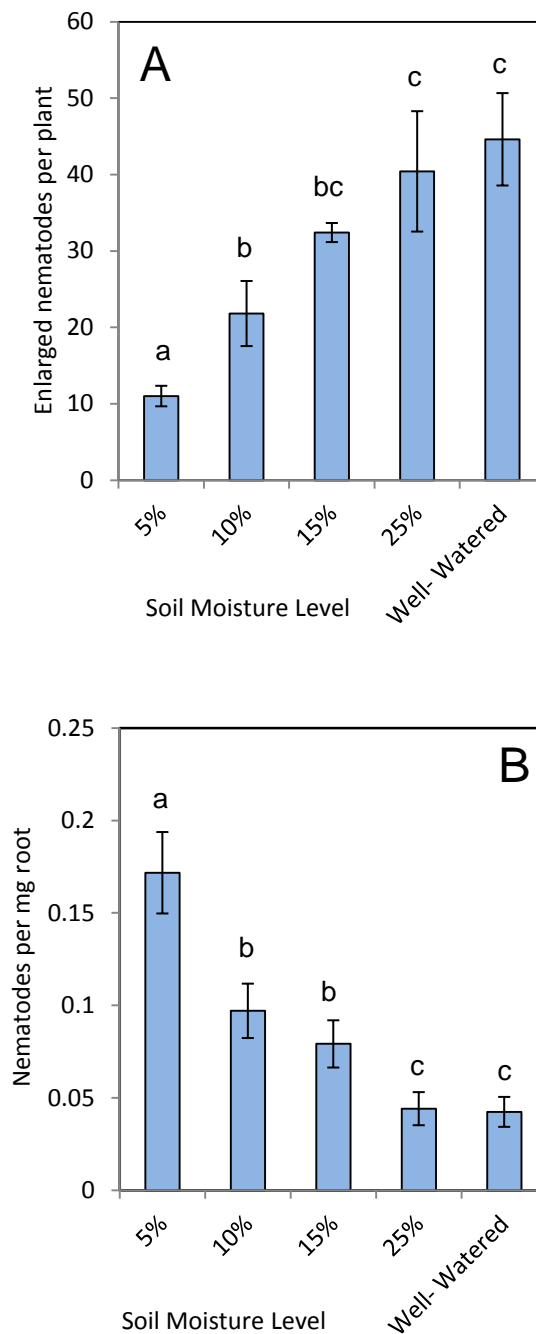 60
50
40
30
20
10
0
Enlarged nematodes per plant
A
a
b
bc
c
c
5%
10%
15%
25%
Well- Watered
Soil Moisture Level
0.25
0.2
0.15
0.1
0.05
0
Nematodes per mg root
B
a
b
b
c
c
5%
10%
15%
25%
Well- Watered
Soil Moisture Level